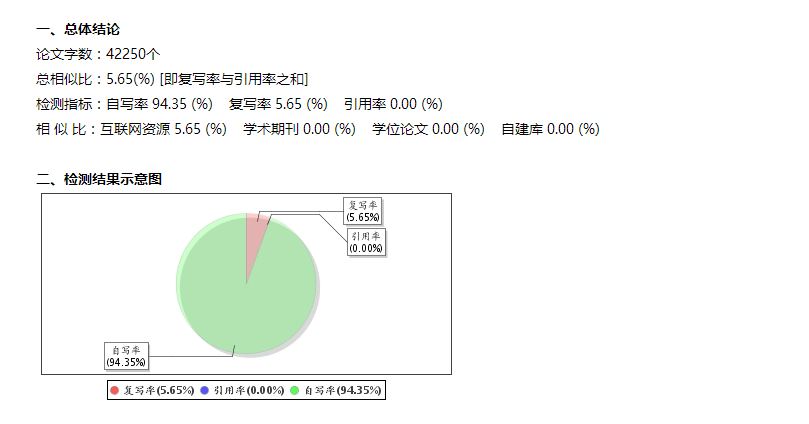 一、总体结论
论文字数：42250个
总相似比：5.65(%) [即复写率与引用率之和]
检测指标：自写率 94.35 (%) 复写率 5.65 (%) 引用率 0.00 (%)
相 似 比：互联网资源 5.65 (%) 学术期刊 0.00 (%) 学位论文 0.00 (%) 自建库 0.00 (%)
二、检测结果示意图
复写率
(5.65%)
引用率
(0.00%)
自写率
(94.35%)
复写率(5.65%) 引用率(0.00%) 自写率(94.35%)